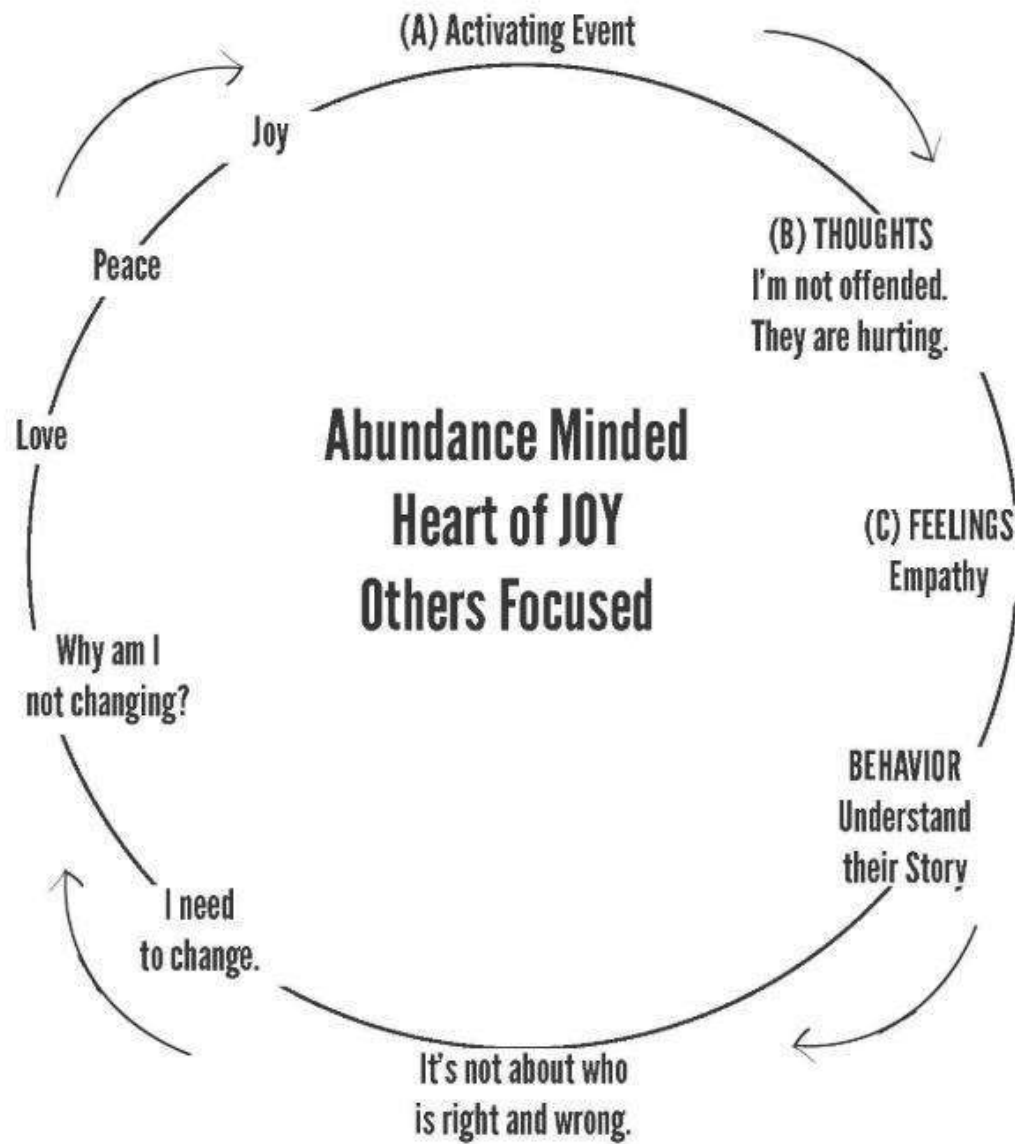 (A) Activating Event
(B) THOUGHTS
I'm not offended.
They are hurting.
(C) FEELINGS
Empathy
BEHAVIOR
Understand
their Story
It's not about who
is right and wrong.
I need
to change.
Why am I
not changing?
Love
Peace
Joy
Abundance Minded
Heart of JOY
Others Focused